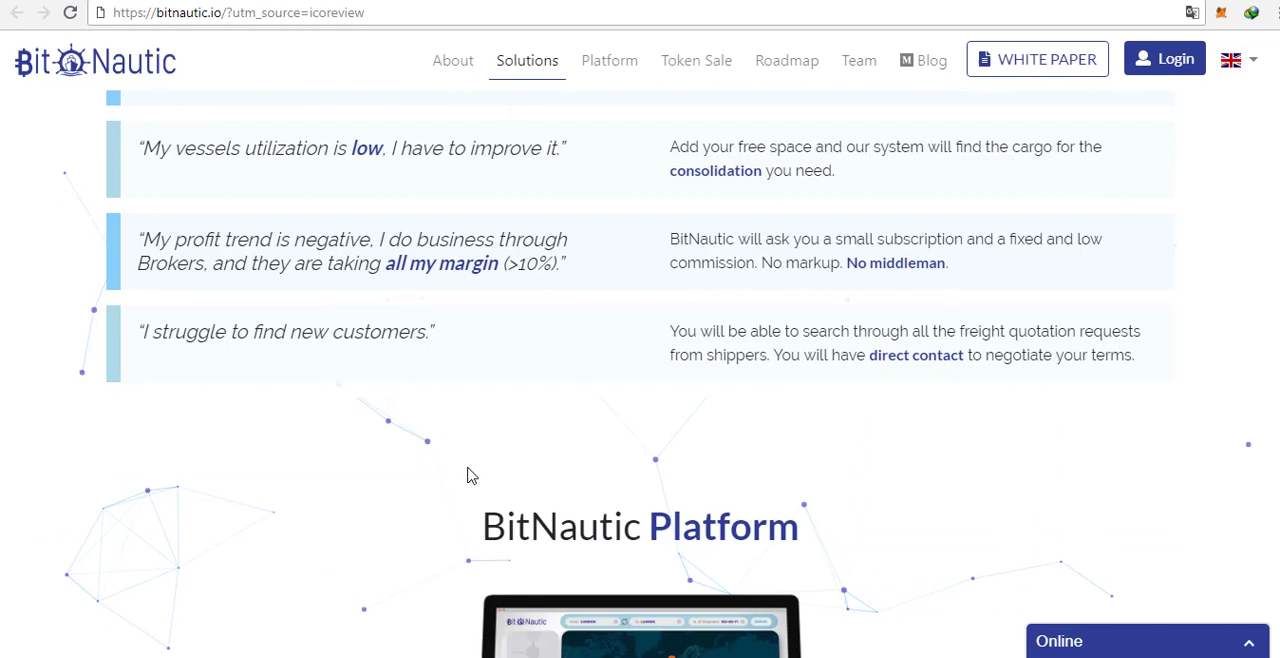 https://bitnautic.io/?utm_source=icoreview
BitNautic
About Solutions Platform Token Sale Roadmap Team Blog WHITE PAPER Login
“My vessels utilization is low, I have to improve it.”
Add your free space and our system will find the cargo for the
consolidation you need.
“My profit trend is negative, I do business through
Brokers, and they are taking all my margin (>10%).”
BitNautic will ask you a small subscription and a fixed and low
commission. No markup. No middleman.
“I struggle to find new customers.”
You will be able to search through all the freight quotation requests
from shippers. You will have direct contact to negotiate your terms.
BitNautic Platform
BitNautic
Online